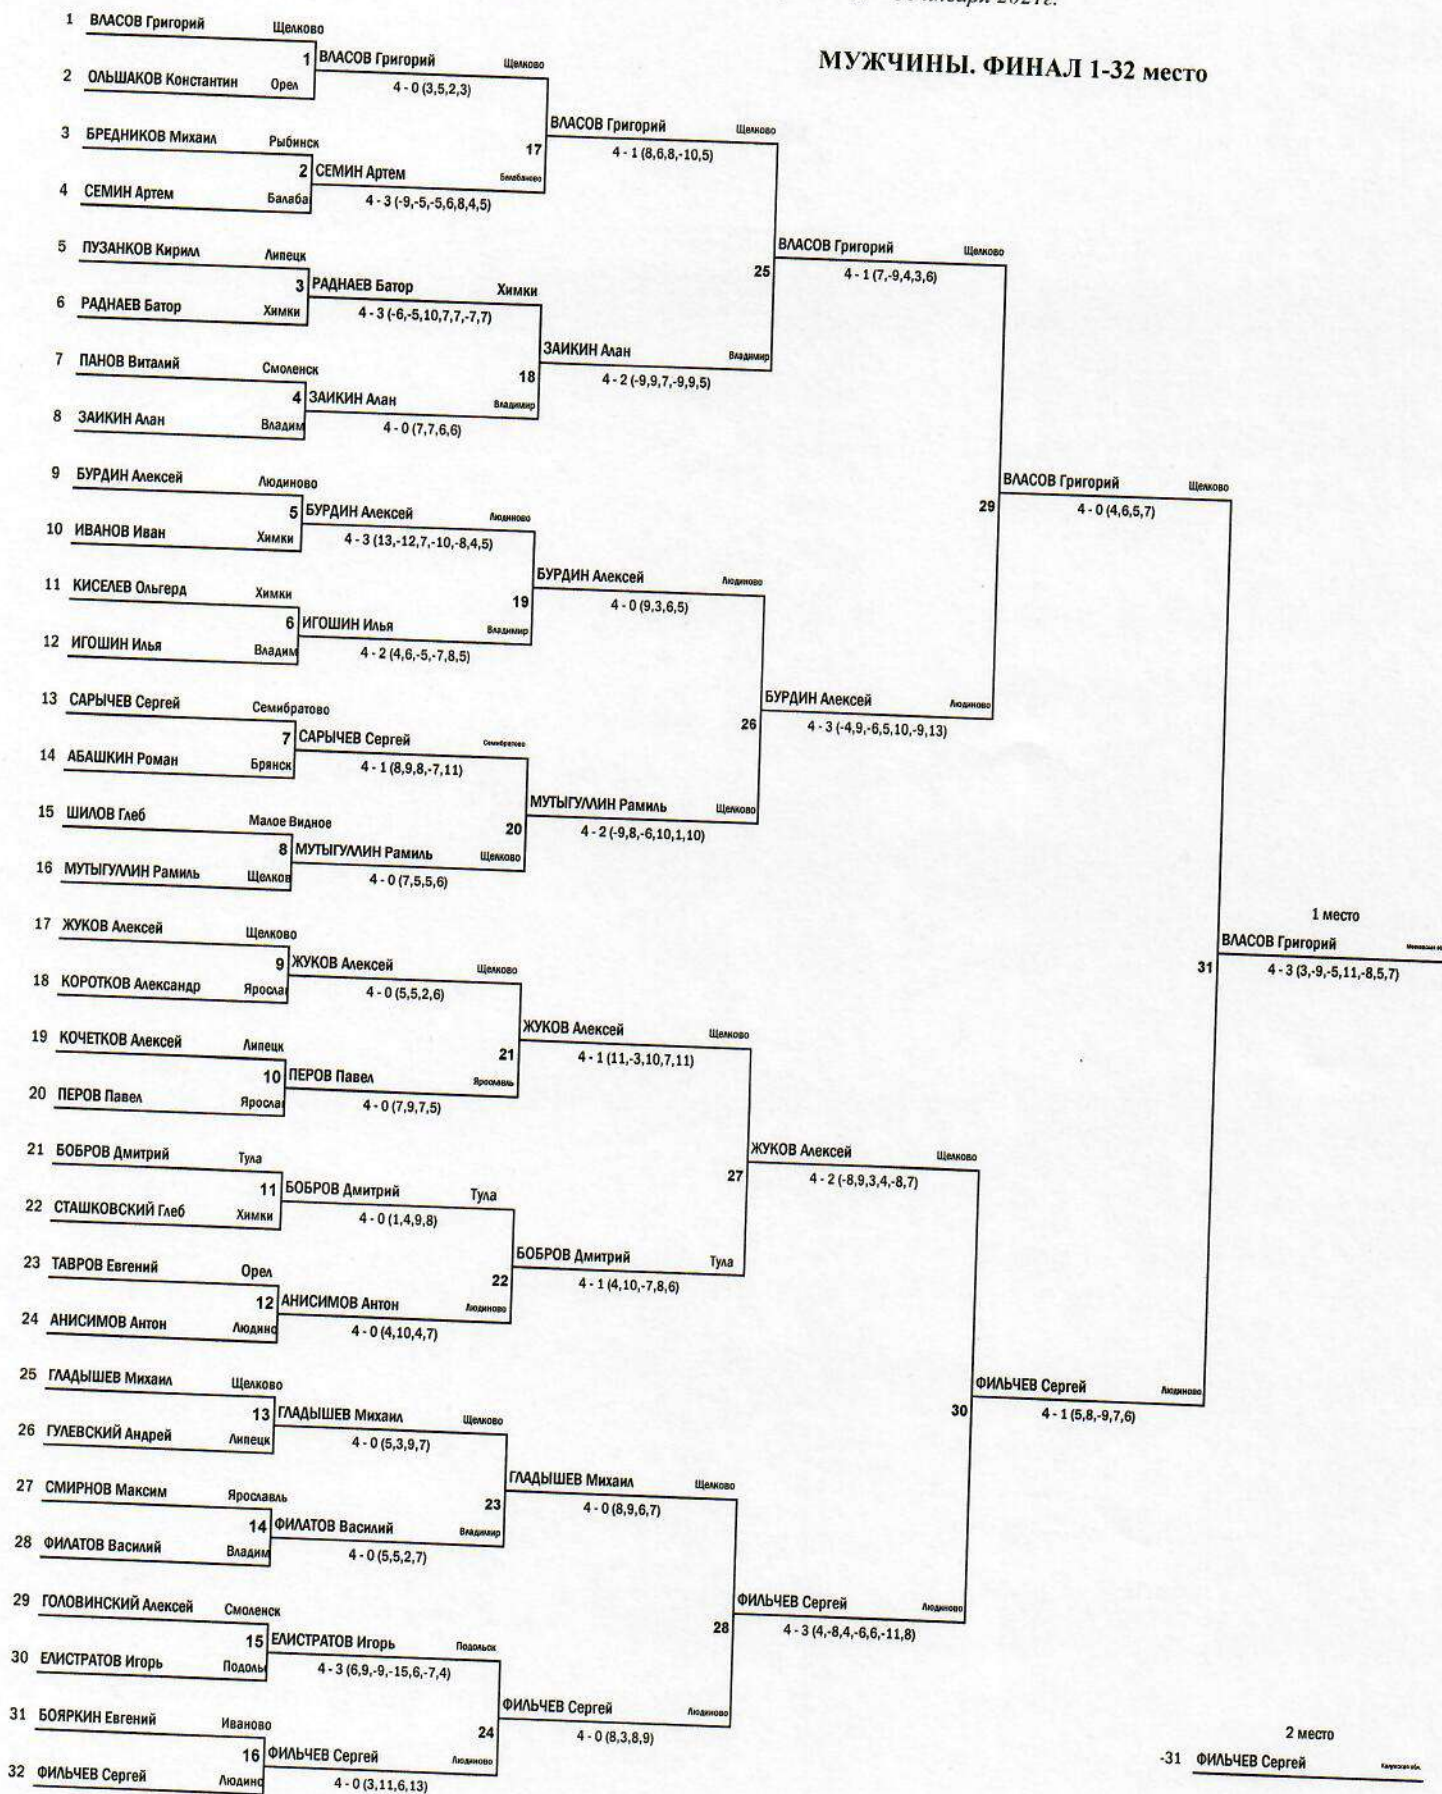 января 2021г.
МУЖЧИНЫ. ФИНАЛ 1-32 место
1 ВЛАСОВ Григорий Щелково
1 ВЛАСОВ Григорий Щелково
2 ОЛЬШАКОВ Константин Орел
4 - 0 (3,5,2,3)
ВЛАСОВ Григорий Щелково
3 БРЕДНИКОВ Михаил Рыбинск
17
4 - 1 (8,6,8,-10,5)
2 СЕМИН Артем Балабаново
4 СЕМИН Артем Балаба
4 - 3 (-9,-5,-5,6,8,4,5)
ВЛАСОВ Григорий Щелково
5 ПУЗАНКОВ Кирилл Липецк
25
4 - 1 (7,-9,4,3,6)
3 РАДНАЕВ Батор Химки
6 РАДНАЕВ Батор Химки
4 - 3 (-6,-5,10,7,7,-7,7)
ЗАИКИН Алан Владимир
7 ПАНОВ Виталий Смоленск
18
4 - 2 (-9,9,7,-9,9,5)
4 ЗАИКИН Алан Владимир
8 ЗАИКИН Алан Владим
4 - 0 (7,7,6,6)
9 БУРДИН Алексей Людиново
ВЛАСОВ Григорий Щелково
29
4 - 0 (4,6,5,7)
5 БУРДИН Алексей Людиново
10 ИВАНОВ Иван Химки
4 - 3 (13,-12,7,-10,-8,4,5)
БУРДИН Алексей Людиново
11 КИСЕЛЕВ Ольгерд Химки
19
4 - 0 (9,3,6,5)
6 ИГОШИН Илья Владимир
12 ИГОШИН Илья Владим
4 - 2 (4,6,-5,-7,8,5)
БУРДИН Алексей Людиново
13 САРЫЧЕВ Сергей Семибратово
26
4 - 3 (-4,9,-6,5,10,-9,13)
7 САРЫЧЕВ Сергей Семибратово
14 АБАШКИН Роман Брянск
4 - 1 (8,9,8,-7,11)
МУТЫГУЛЛИН Рамиль Щелково
15 ШИЛОВ Глеб Малое Видное
20
4 - 2 (-9,8,-6,10,1,10)
8 МУТЫГУЛЛИН Рамиль Щелково
16 МУТЫГУЛЛИН Рамиль Щелков
4 - 0 (7,5,5,6)
1 место
17 ЖУКОВ Алексей Щелково
ВЛАСОВ Григорий
31
4 - 3 (3,-9,-5,11,-8,5,7)
9 ЖУКОВ Алексей Щелково
18 КОРОТКОВ Александр Яросла
4 - 0 (5,5,2,6)
ЖУКОВ Алексей Щелково
19 КОЧЕТКОВ Алексей Липецк
21
4 - 1 (11,-3,10,7,11)
10 ПЕРОВ Павел Ярославль
20 ПЕРОВ Павел Яросла
4 - 0 (7,9,7,5)
ЖУКОВ Алексей Щелково
21 БОБРОВ Дмитрий Тула
27
4 - 2 (-8,9,3,4,-8,7)
11 БОБРОВ Дмитрий Тула
22 СТАШКОВСКИЙ Глеб Химки
4 - 0 (1,4,9,8)
БОБРОВ Дмитрий Тула
23 ТАВРОВ Евгений Орел
22
4 - 1 (4,10,-7,8,6)
12 АНИСИМОВ Антон Людиново
24 АНИСИМОВ Антон Людино
4 - 0 (4,10,4,7)
25 ГЛАДЫШЕВ Михаил Щелково
ФИЛЬЧЕВ Сергей Людиново
30
4 - 1 (5,8,-9,7,6)
13 ГЛАДЫШЕВ Михаил Щелково
26 ГУЛЕВСКИЙ Андрей Липецк
4 - 0 (5,3,9,7)
ГЛАДЫШЕВ Михаил Щелково
27 СМИРНОВ Максим Ярославль
23
4 - 0 (8,9,6,7)
14 ФИЛАТОВ Василий Владимир
28 ФИЛАТОВ Василий Владим
4 - 0 (5,5,2,7)
ФИЛЬЧЕВ Сергей Людиново
29 ГОЛОВИНСКИЙ Алексей Смоленск
28
4 - 3 (4,-8,4,-6,6,-11,8)
15 ЕЛИСТРАТОВ Игорь Подольск
30 ЕЛИСТРАТОВ Игорь Подоль
4 - 3 (6,9,-9,-15,6,-7,4)
ФИЛЬЧЕВ Сергей Людиново
31 БОЯРКИН Евгений Иваново
24
4 - 0 (8,3,8,9)
16 ФИЛЬЧЕВ Сергей Людиново
32 ФИЛЬЧЕВ Сергей Людино
4 - 0 (3,11,6,13)
2 место
-31 ФИЛЬЧЕВ Сергей Калужская обл.